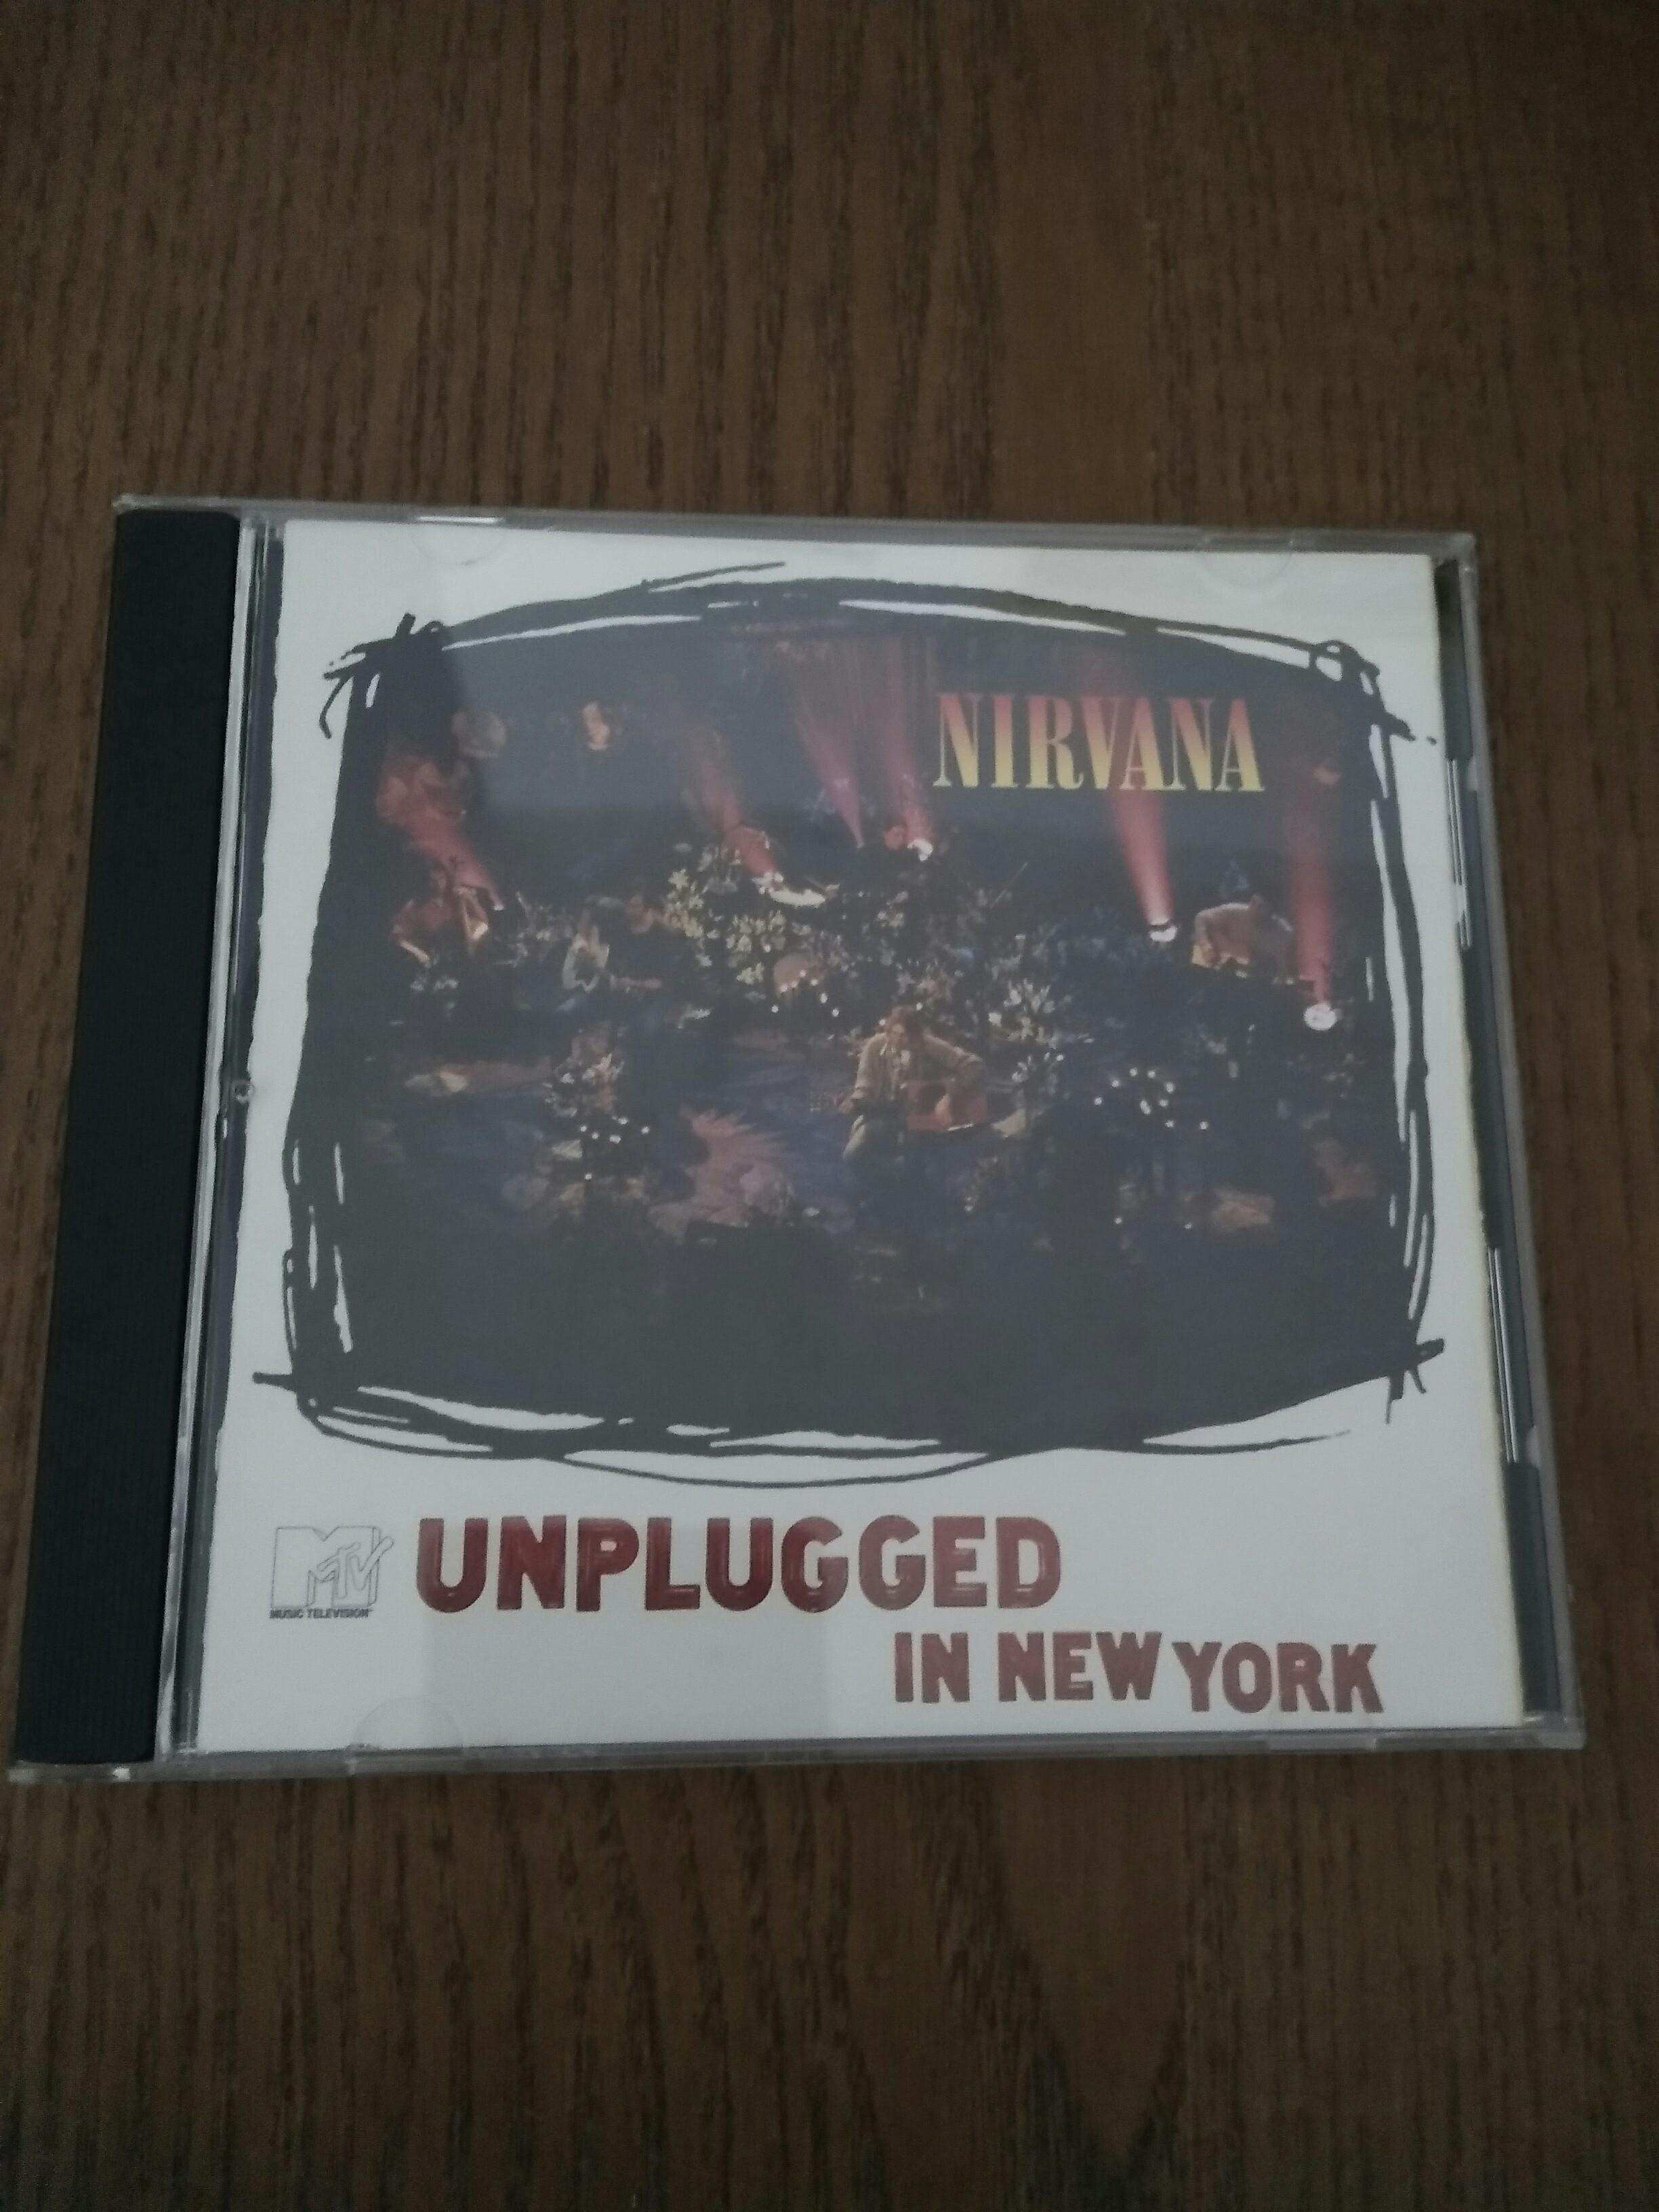 NIRVANA
MTV
MUSIC TELEVISION®
UNPLUGGED
IN NEW YORK